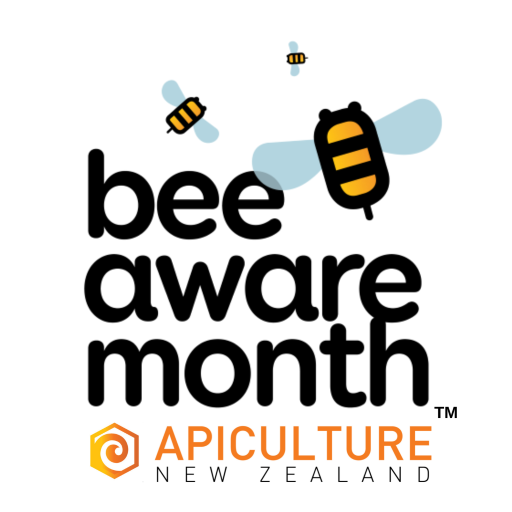 bee
aware
month
™
APICULTURE
NEW ZEALAND